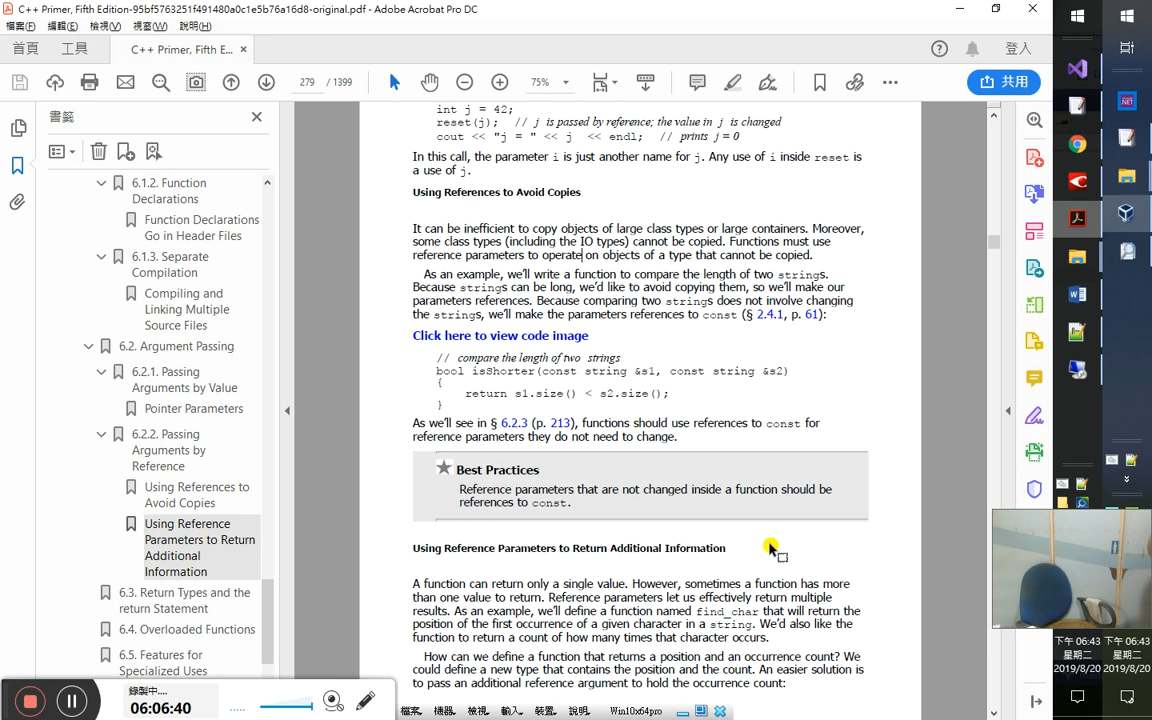 C++ Primer, Fifth Edition-95bf5763251f491480a0c1e5b76a16d8-original.pdf - Adobe Acrobat Pro DC
檔案(F) 編輯(E) 檢視(V) 視窗(W) 說明(H)
首頁 工具 C++ Primer, Fifth E... × 登入
279 / 1399 75% 共用
書籤
6.1.2. Function
Declarations
Function Declarations
Go in Header Files
6.1.3. Separate
Compilation
Compiling and
Linking Multiple
Source Files
6.2. Argument Passing
6.2.1. Passing
Arguments by Value
Pointer Parameters
6.2.2. Passing
Arguments by
Reference
Using References to
Avoid Copies
Using Reference
Parameters to Return
Additional
Information
6.3. Return Types and the
return Statement
6.4. Overloaded Functions
6.5. Features for
Specialized Uses
int j = 42;
reset(j);  // j is passed by reference; the value in j is changed
cout << "j = " << j  << endl;  // prints j = 0
In this call, the parameter i is just another name for j. Any use of i inside reset is
a use of j.
Using References to Avoid Copies
It can be inefficient to copy objects of large class types or large containers. Moreover,
some class types (including the IO types) cannot be copied. Functions must use
reference parameters to operate on objects of a type that cannot be copied.
As an example, we'll write a function to compare the length of two strings.
Because strings can be long, we'd like to avoid copying them, so we'll make our
parameters references. Because comparing two strings does not involve changing
the strings, we'll make the parameters references to const (§ 2.4.1, p. 61):
Click here to view code image
// compare the length of two strings
bool isShorter(const string &s1, const string &s2)
{
return s1.size() < s2.size();
}
As we'll see in § 6.2.3 (p. 213), functions should use references to const for
reference parameters they do not need to change.
Best Practices
Reference parameters that are not changed inside a function should be
references to const.
Using Reference Parameters to Return Additional Information
A function can return only a single value. However, sometimes a function has more
than one value to return. Reference parameters let us effectively return multiple
results. As an example, we'll define a function named find_char that will return the
position of the first occurrence of a given character in a string. We'd also like the
function to return a count of how many times that character occurs.
How can we define a function that returns a position and an occurrence count? We
could define a new type that contains the position and the count. An easier solution is
to pass an additional reference argument to hold the occurrence count:
錄製中....
06:06:40
檔案 機器 檢視 輸入 裝置 說明 Win10x64pro
下午 06:43 下午 06:43
星期二 星期二
2019/8/20 2019/8/20